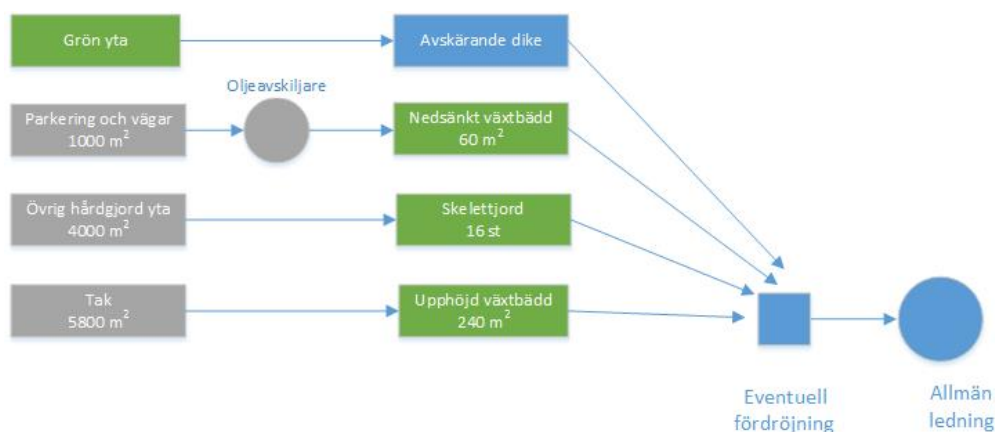 Grön yta
Avskärande dike
Oljeavskiljare
Parkering och vägar
1000 m²
Nedsänkt växtbädd
60 m²
Övrig hårdgjord yta
4000 m²
Skelettjord
16 st
Tak
5800 m²
Upphöjd växtbädd
240 m²
Eventuell
fördröjning
Allmän
ledning